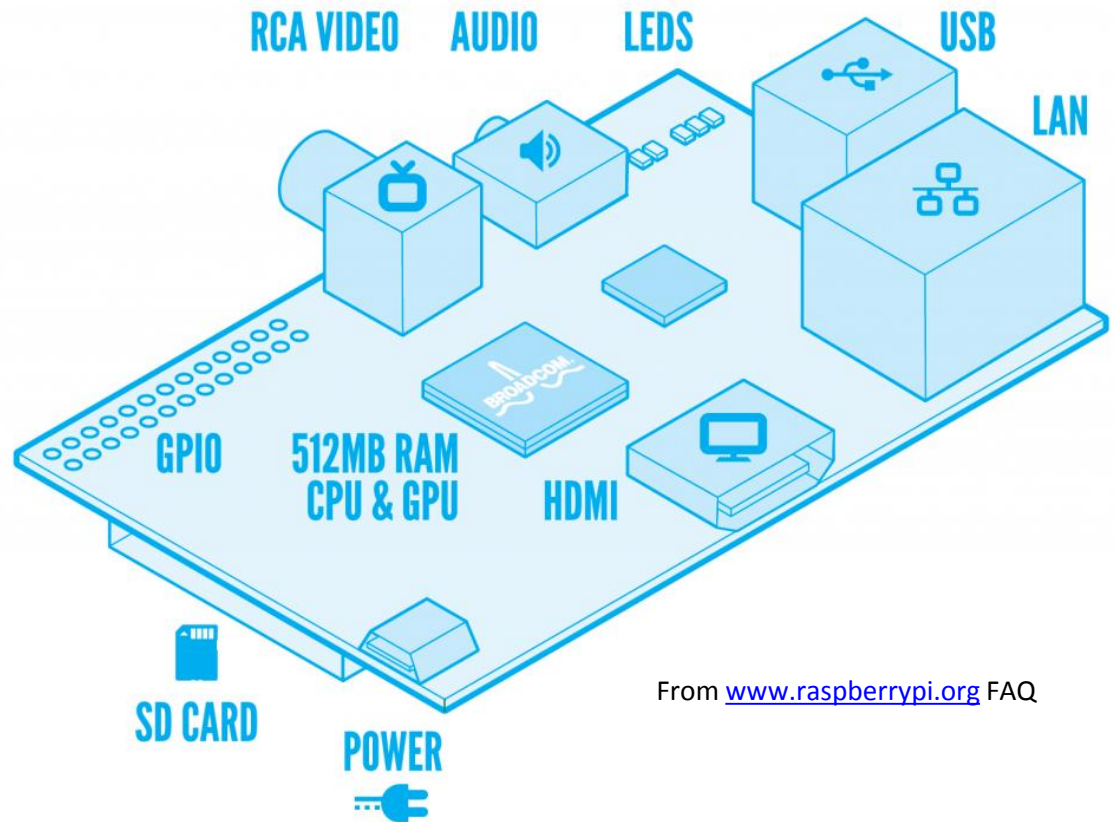 RCA VIDEO
AUDIO
LEDS
USB
LAN
BROADCOM.
GPIO
512MB RAM
CPU & GPU
HDMI
SD CARD
POWER
From www.raspberrypi.org FAQ